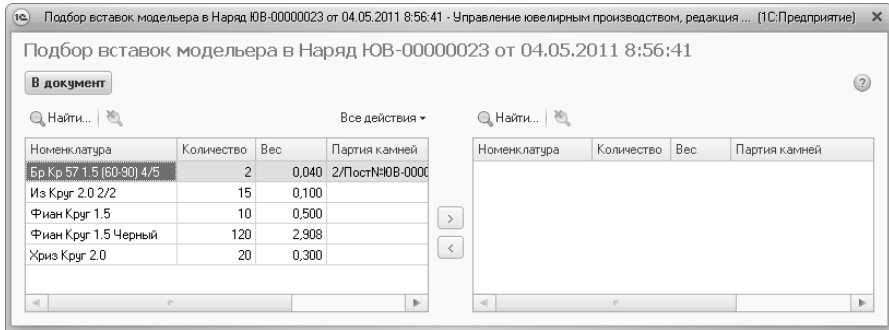 1С Подбор вставок модельера в Наряд ЮВ-00000023 от 04.05.2011 8:56:41 - Управление ювелирным производством, редакция ... (1С:Предприятие)
Подбор вставок модельера в Наряд ЮВ-00000023 от 04.05.2011 8:56:41
В документ
Найти... Все действия Найти...
Номенклатура Количество Вес Партия камней Номенклатура Количество Вес Партия камней
Бр Кр 57 1.5 (60-90) 4/5 2 0,040 2/Пост№ЮВ-0000
Из Круг 2.0 2/2 15 0,100
Фиан Круг 1.5 10 0,500
Фиан Круг 1.5 Черный 120 2,908
Хриз Круг 2.0 20 0,300